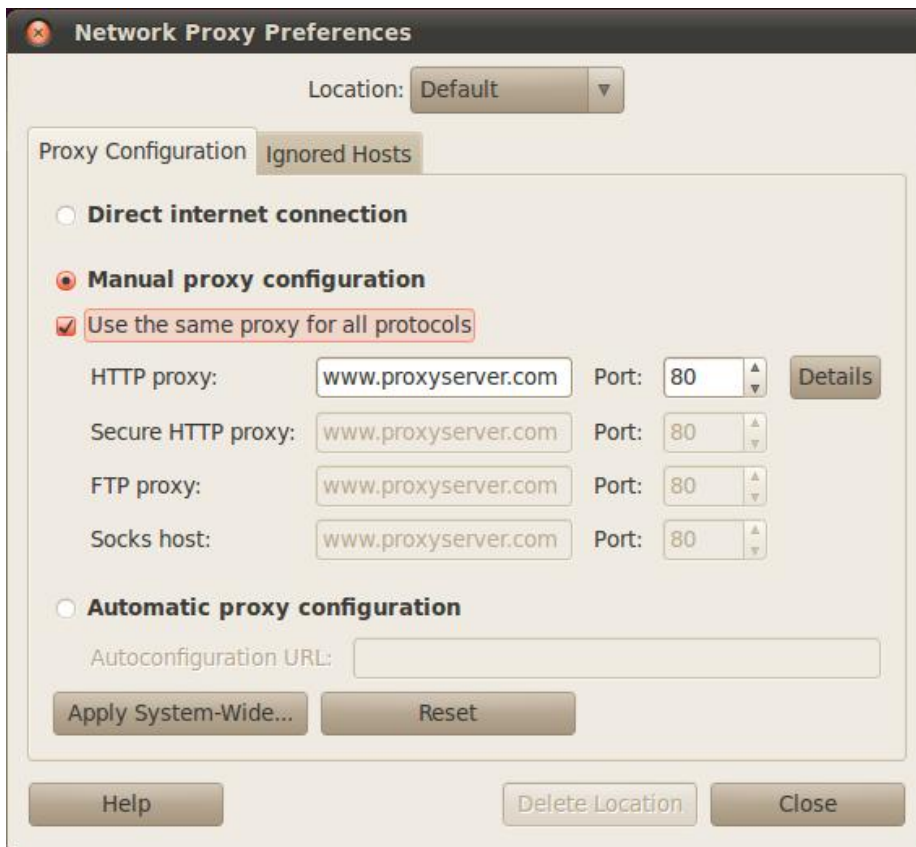 Network Proxy Preferences
Location: Default
Proxy Configuration Ignored Hosts
Direct internet connection
Manual proxy configuration
Use the same proxy for all protocols
HTTP proxy: www.proxyserver.com Port: 80 Details
Secure HTTP proxy: www.proxyserver.com Port: 80
FTP proxy: www.proxyserver.com Port: 80
Socks host: www.proxyserver.com Port: 80
Automatic proxy configuration
Autoconfiguration URL:
Apply System-Wide... Reset
Help Delete Location Close